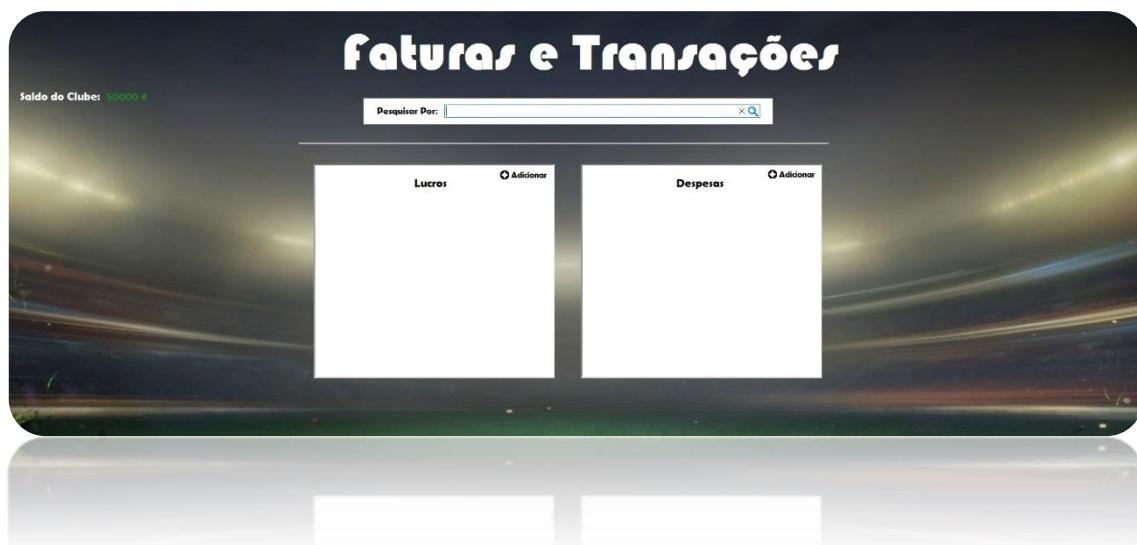 Faturas e Transações
Saldo do Clube: 50000 €
Pesquisar Por:
Lucros
Adicionar
Despesas
Adicionar